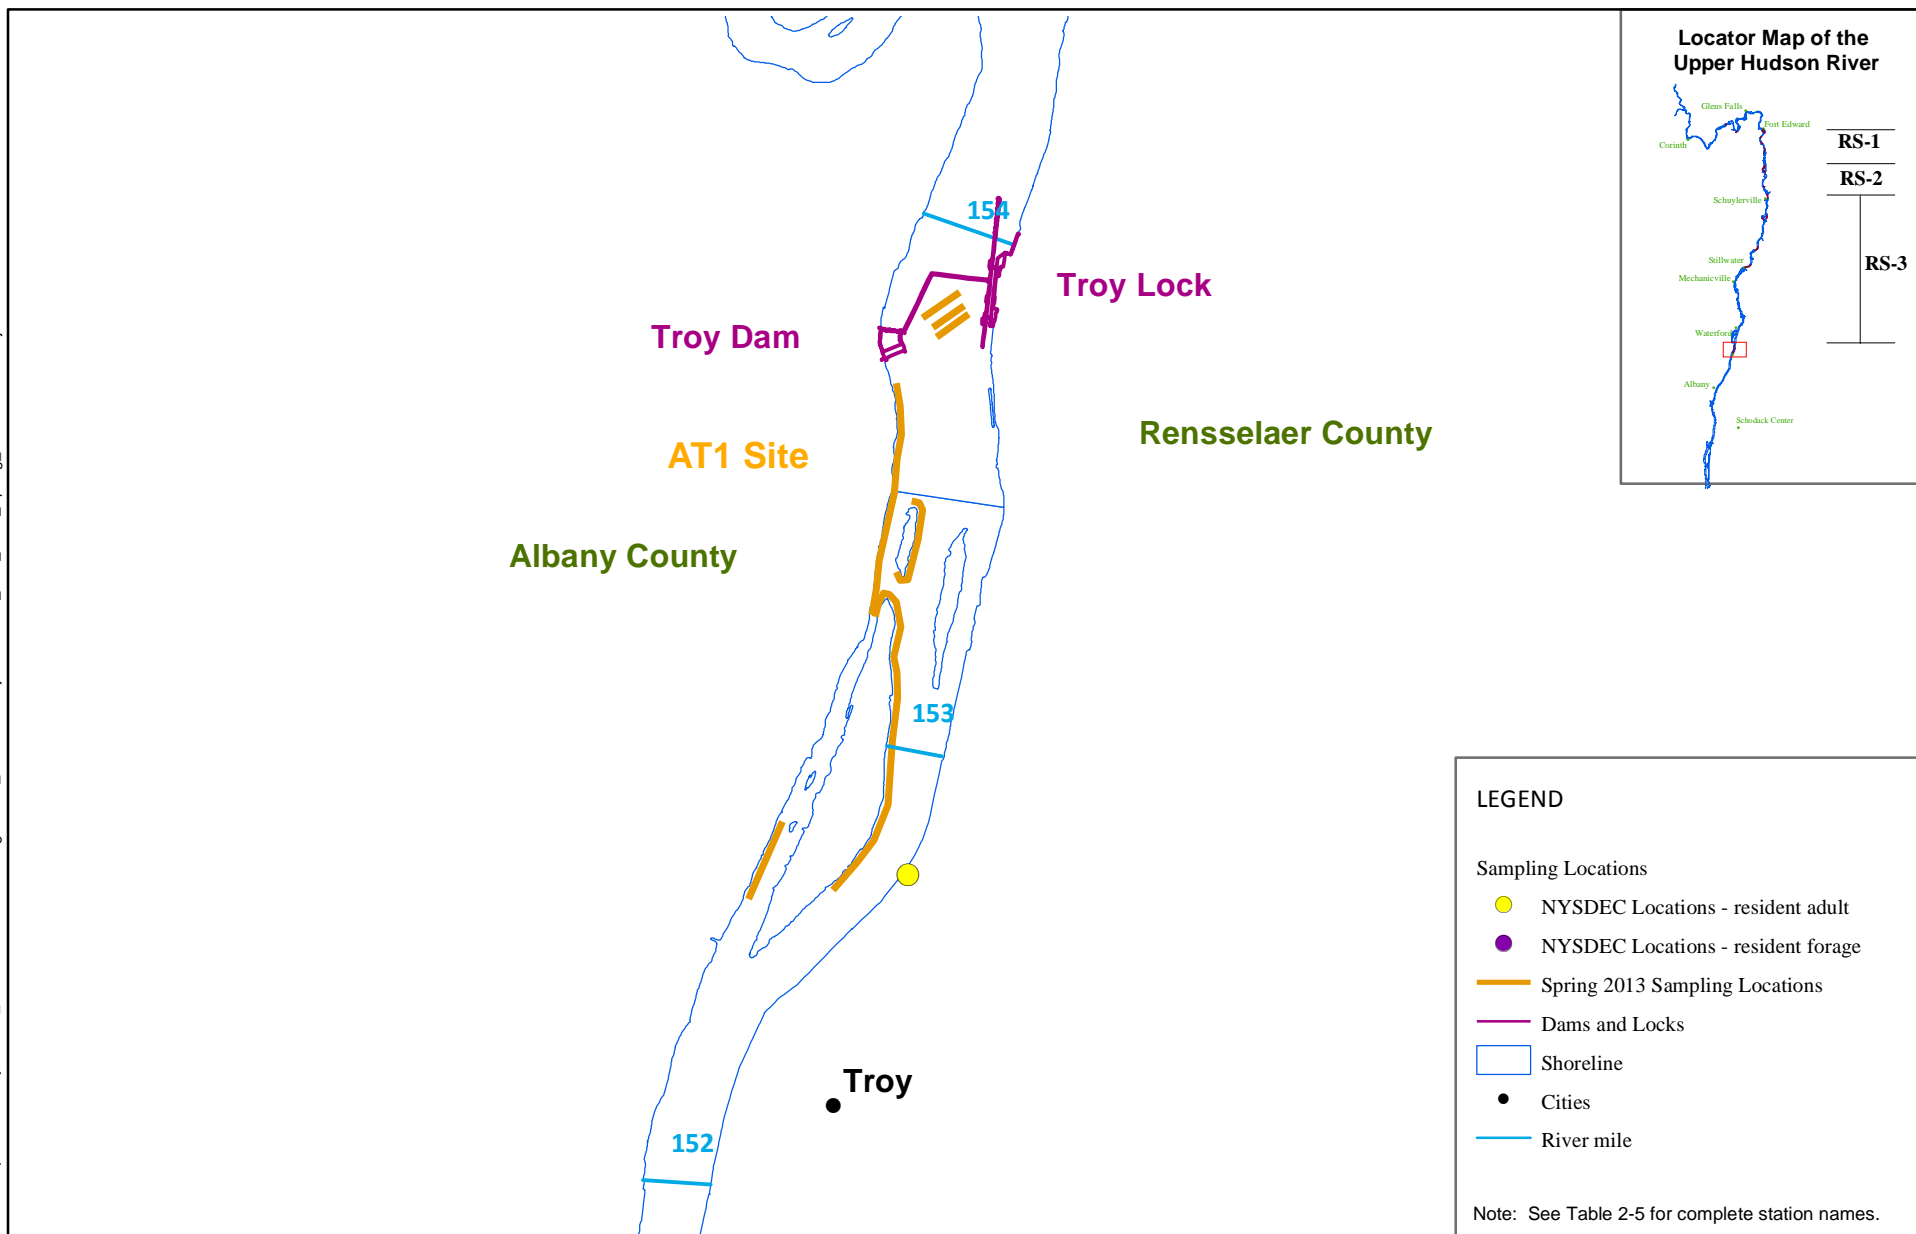 Locator Map of the
Upper Hudson River
Glens Falls
Fort Edward
Corinth
RS-1
RS-2
Schuylerville
RS-3
Stillwater
Mechanicville
Waterford
Albany
Schodack Center
154
Troy Lock
Troy Dam
Rensselaer County
AT1 Site
Albany County
153
Troy
152
LEGEND
Sampling Locations
NYSDEC Locations - resident adult
NYSDEC Locations - resident forage
Spring 2013 Sampling Locations
Dams and Locks
Shoreline
Cities
River mile
Note: See Table 2-5 for complete station names.